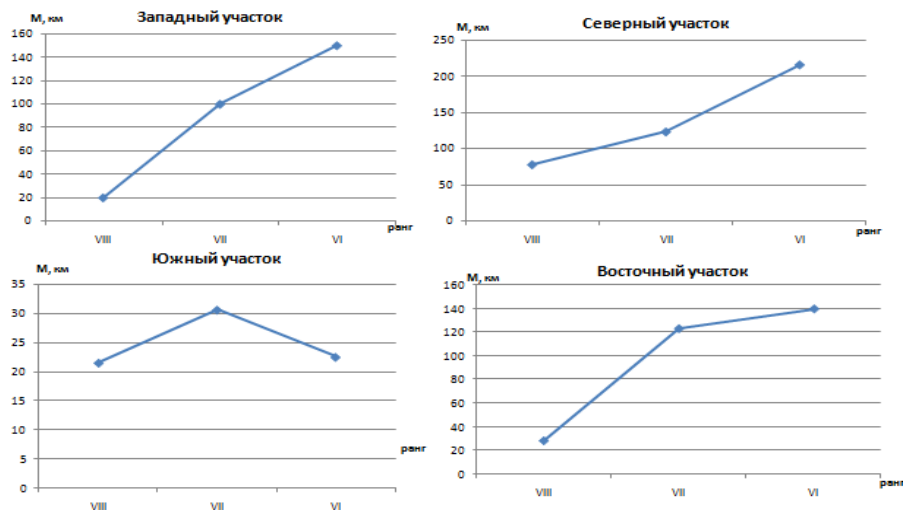 Западный участок
М, км
160
140
120
100
80
60
40
20
0
VIII
VII
VI
ранг
Северный участок
М, км
250
200
150
100
50
0
VIII
VII
VI
ранг
Южный участок
М, км
35
30
25
20
15
10
5
0
VIII
VII
VI
ранг
Восточный участок
М, км
160
140
120
100
80
60
40
20
0
VIII
VII
VI
ранг